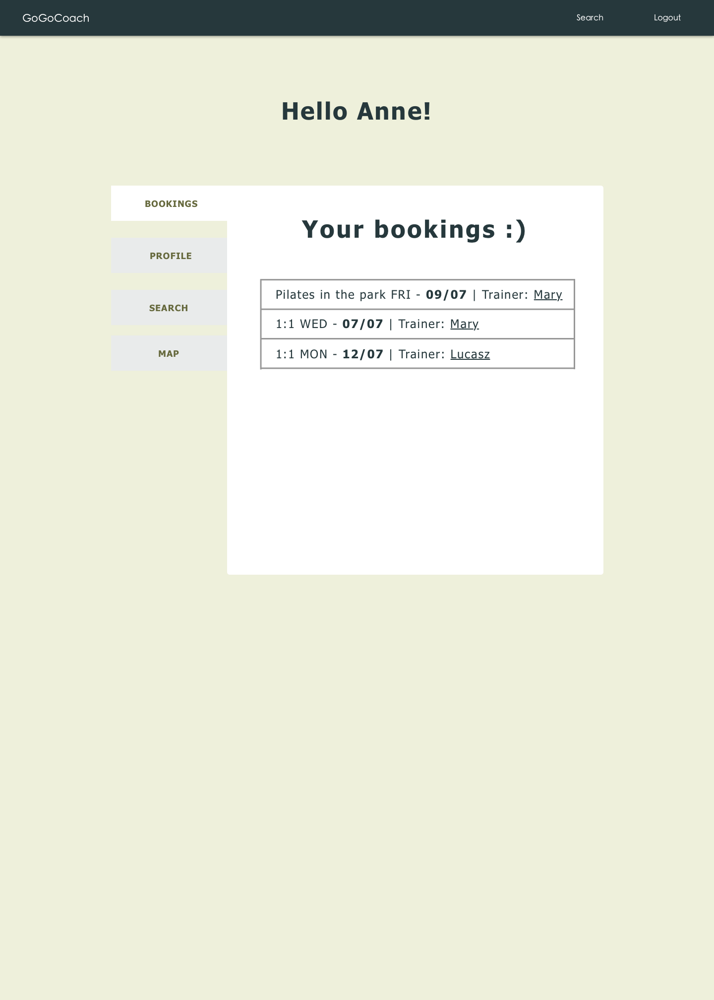 GoGoCoach
Search
Logout
Hello Anne!
BOOKINGS
PROFILE
SEARCH
MAP
Your bookings :)
Pilates in the park FRI - 09/07 | Trainer: Mary
1:1 WED - 07/07 | Trainer: Mary
1:1 MON - 12/07 | Trainer: Lucasz